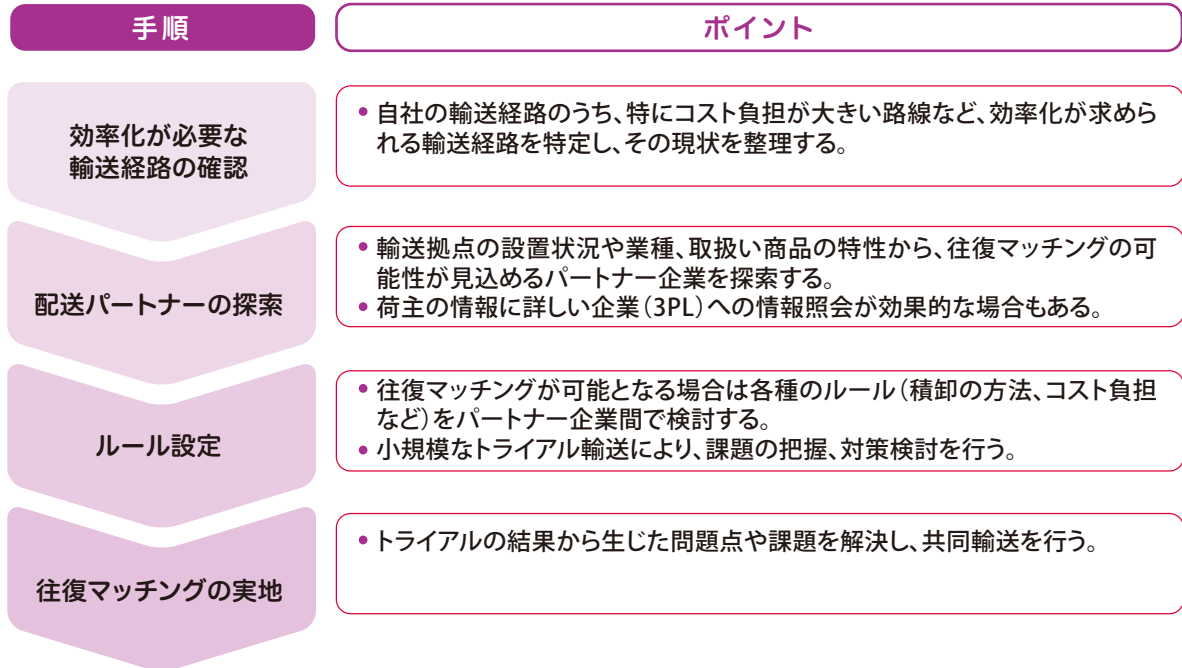 手順
ポイント
効率化が必要な
輸送経路の確認
• 自社の輸送経路のうち、特にコスト負担が大きい路線など、効率化が求めら
れる輸送経路を特定し、その現状を整理する。
配送パートナーの探索
• 輸送拠点の設置状況や業種、取扱い商品の特性から、往復マッチングの可
能性が見込めるパートナー企業を探索する。
• 荷主の情報に詳しい企業（3PL）への情報照会が効果的な場合もある。
ルール設定
• 往復マッチングが可能となる場合は各種のルール（積卸の方法、コスト負担
など）をパートナー企業間で検討する。
• 小規模なトライアル輸送により、課題の把握、対策検討を行う。
往復マッチングの実地
• トライアルの結果から生じた問題点や課題を解決し、共同輸送を行う。